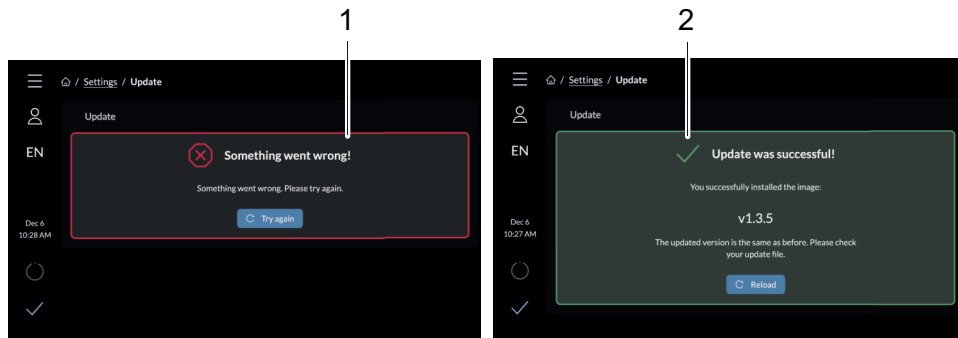 1
2
/ Settings / Update
Update
EN
Something went wrong!
Something went wrong. Please try again.
Try again
Dec 6
10:28 AM
/ Settings / Update
Update
EN
Update was successful!
You successfully installed the image:
v1.3.5
The updated version is the same as before. Please check
your update file.
Reload
Dec 6
10:27 AM